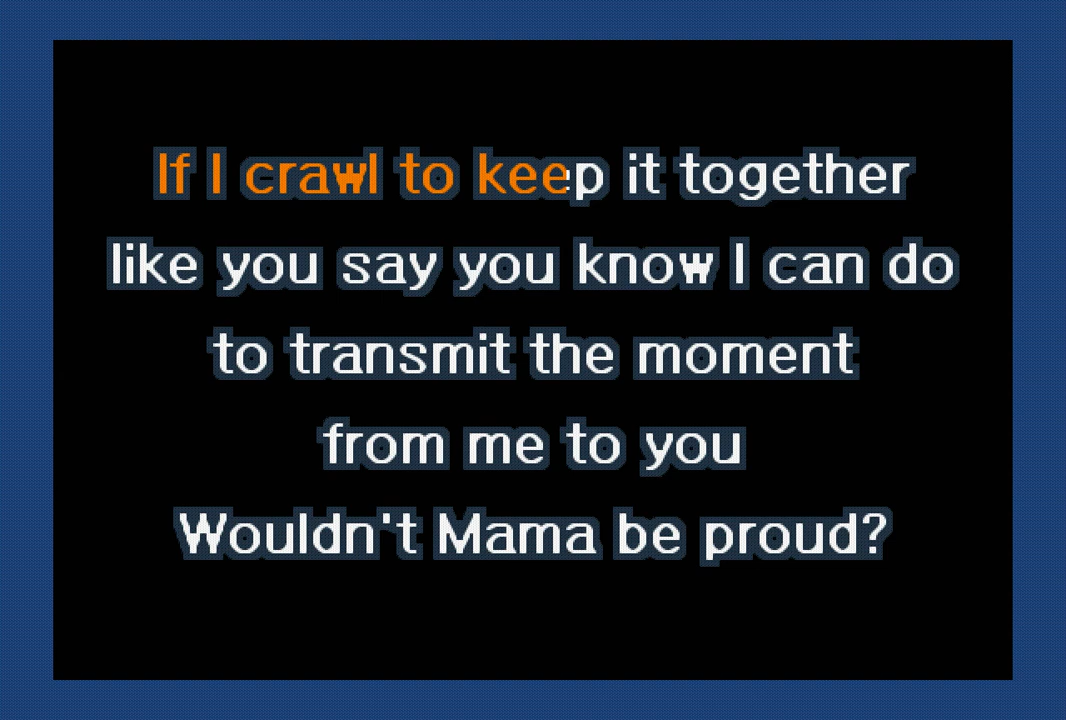 If I crawl to keep it together
like you say you know I can do
to transmit the moment
from me to you
Wouldn't Mama be proud?